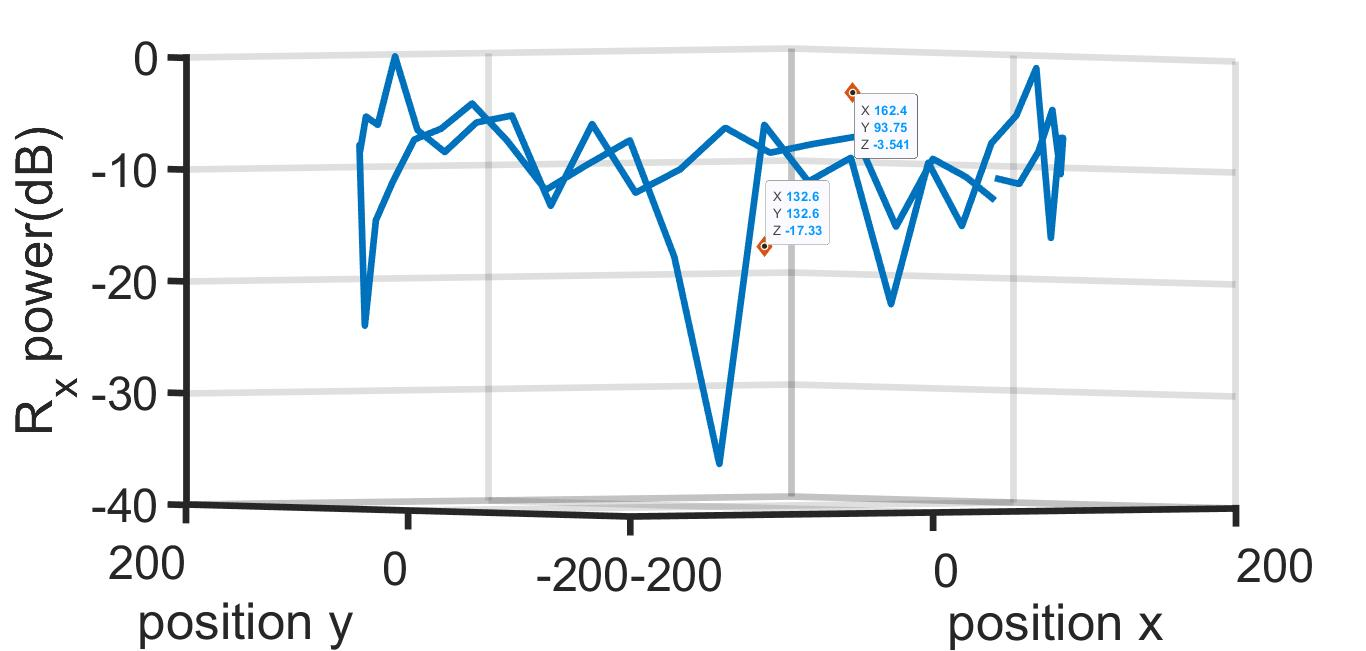 0
-10
-20
-30
-40
Rx power(dB)
X 162.4
Y 93.75
Z -3.541
X 132.6
Y 132.6
Z -17.33
200 0 -200-200 0 200
position y position x